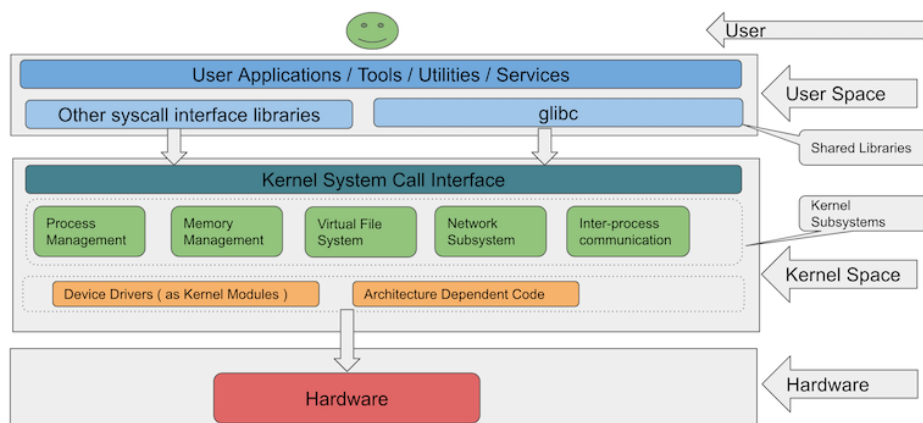 User
User Applications / Tools / Utilities / Services
User Space
Other syscall interface libraries
glibc
Shared Libraries
Kernel System Call Interface
Kernel
Subsystems
Process
Management
Memory
Management
Virtual File
System
Network
Subsystem
Inter-process
communication
Kernel Space
Device Drivers ( as Kernel Modules )
Architecture Dependent Code
Hardware
Hardware